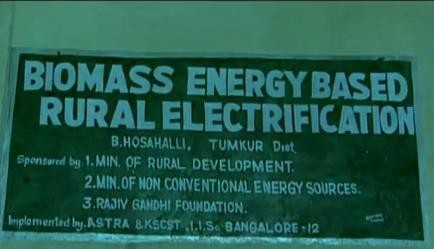 BIOMASS ENERGY BASED
RURAL ELECTRIFICATION
B.HOSAHALLI, TUMKUR Dist.
Sponsored by.1.MIN. OF RURAL DEVELOPMENT.
2.MIN.OF NON CONVENTIONAL ENERGY SOURCES.
3.RAJIV GANDHI FOUNDATION.
Implemented by.ASTRA & KSCST, I.I.Sc BANGALORE-12